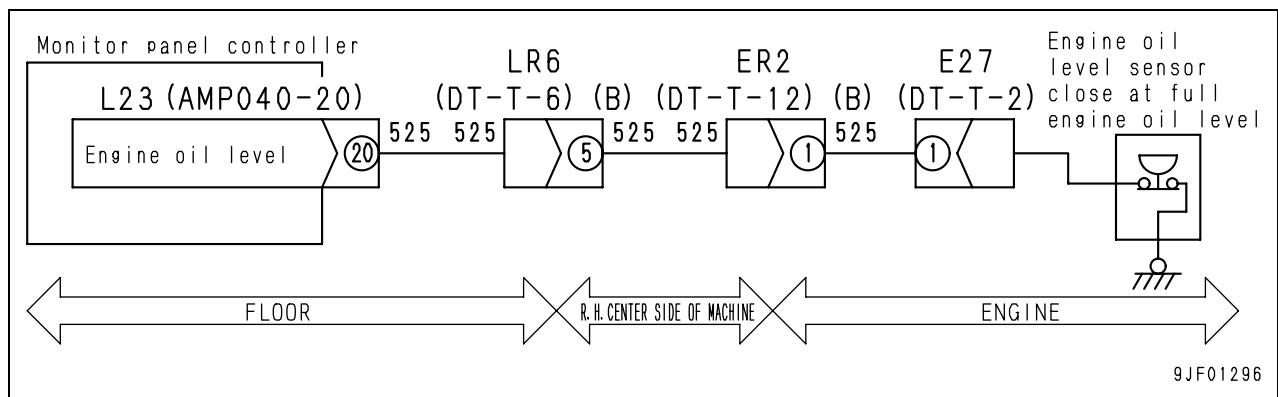 Monitor panel controller
L23 (AMP040-20)
Engine oil level
20
525 525
LR6
(DT-T-6) (B)
5
525 525
ER2
(DT-T-12) (B)
1
525
E27
(DT-T-2)
1
Engine oil
level sensor
close at full
engine oil level
FLOOR
R.H.CENTER SIDE OF MACHINE
ENGINE
9JF01296